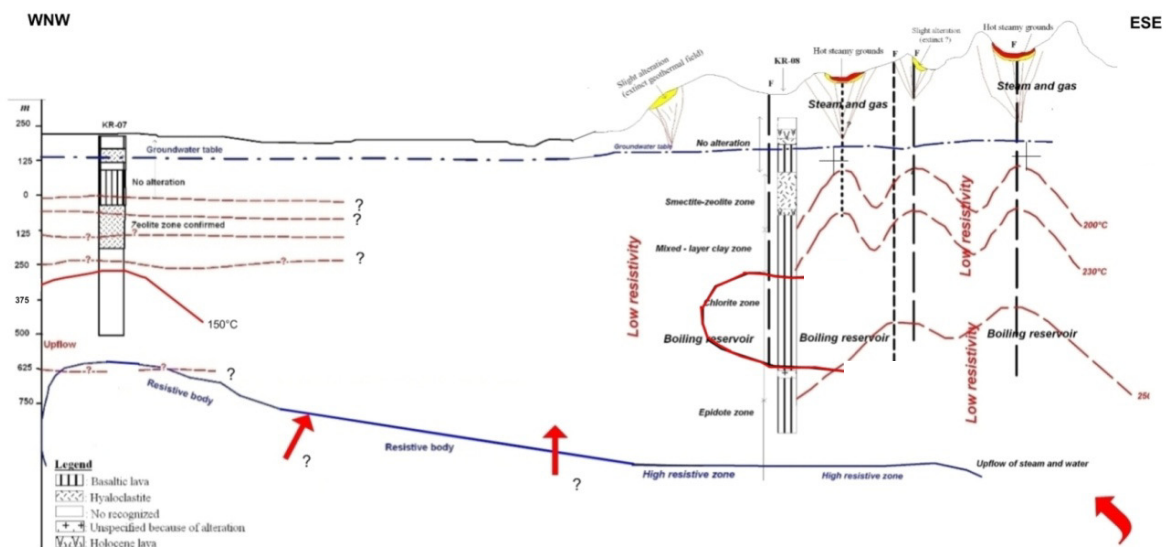 WNW
ESE
Slight alteration
(extinct geothermal field)
Hot steamy grounds
Slight alteration
(extinct ?)
Hot steamy grounds
F
KR-08
F
F
F
Steam and gas
Steam and gas
m
KR-07
250
Groundwater table
Groundwater table
No alteration
125
No alteration
0
?
Smectite-zeolite zone
?
Zeolite zone confirmed
200°C
125
?
?
Mixed - layer clay zone
?
?
?
250
230°C
Low resistivity
Low resistivity
Chlorite zone
375
150°C
500
Upflow
Boiling reservoir
Boiling reservoir
Boiling reservoir
625
?
?
?
Low resistivity
Resistive body
750
Epidote zone
Resistive body
?
?
High resistive zone
High resistive zone
Upflow of steam and water
Legend
Basaltic lava
Hyaloclastite
No recognized
Unspecified because of alteration
Holocene lava